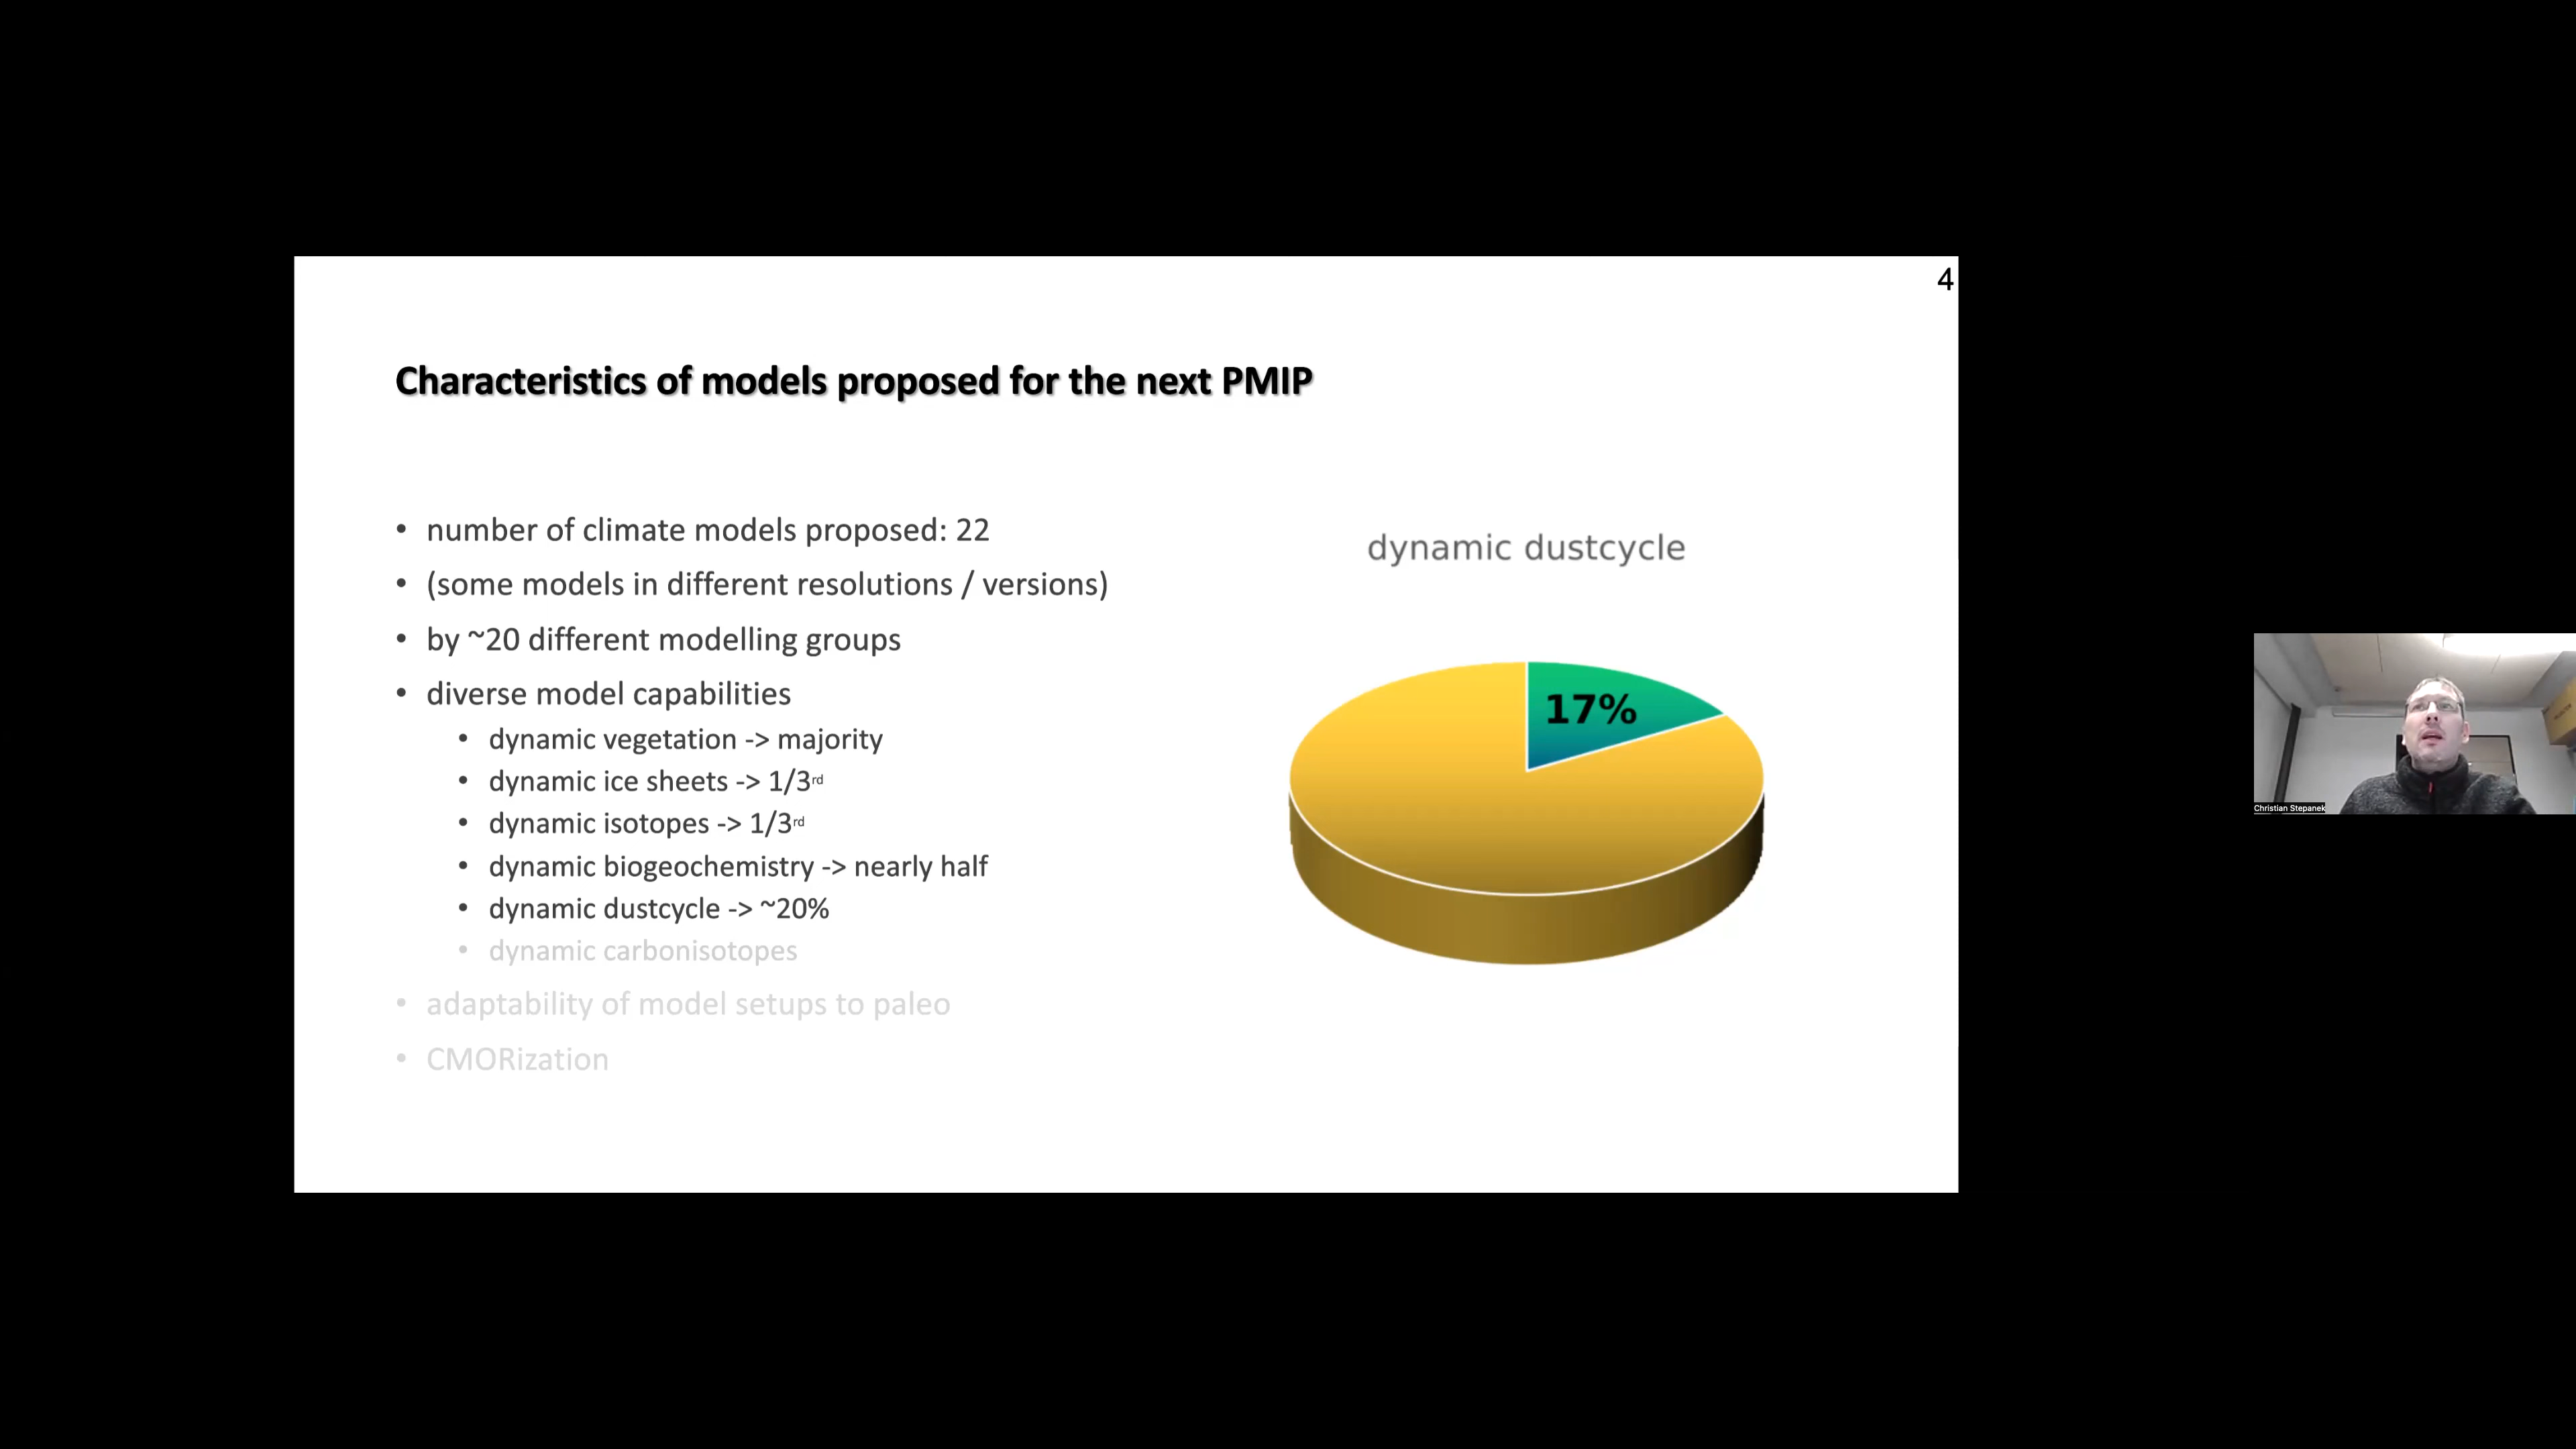 4
Characteristics of models proposed for the next PMIP
• number of climate models proposed: 22
• (some models in different resolutions / versions)
• by ~20 different modelling groups
• diverse model capabilities
• dynamic vegetation -> majority
• dynamic ice sheets -> 1/3rd
• dynamic isotopes -> 1/3rd
• dynamic biogeochemistry -> nearly half
• dynamic dustcycle -> ~20%
• dynamic carbonisotopes
• adaptability of model setups to paleo
• CMORization
dynamic dustcycle
17%
Christian Stepanek